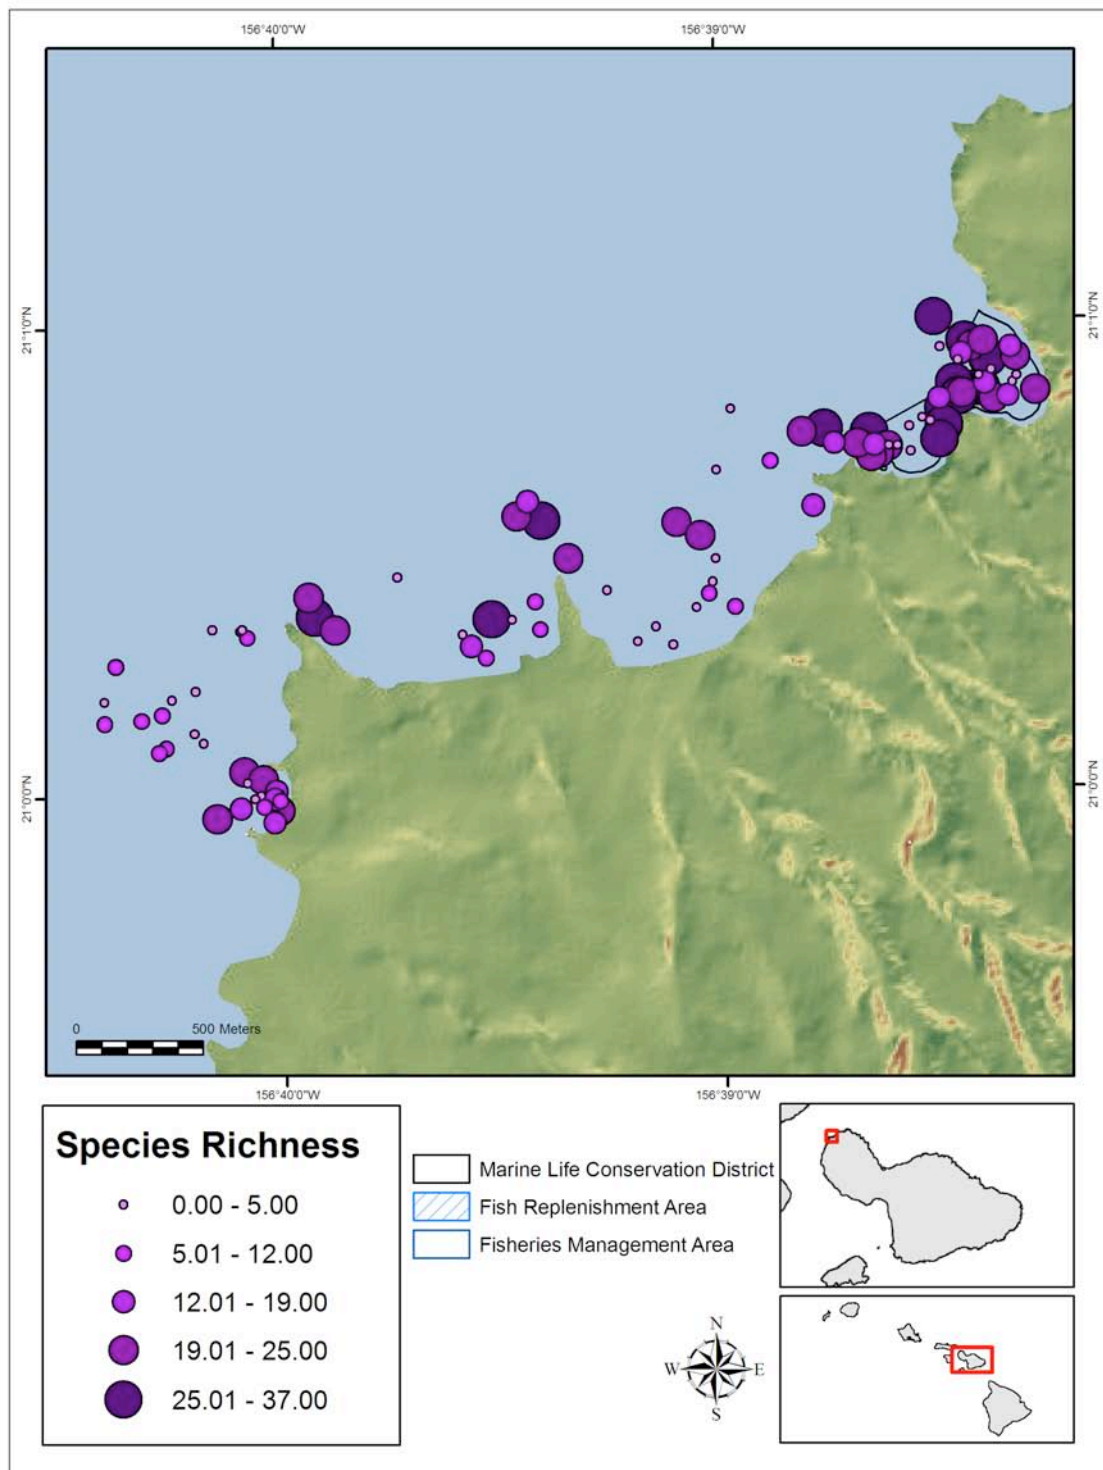 156°40'0"W 156°39'0"W
21°1'0"N 21°1'0"N
21°0'0"N 21°0'0"N
0 500 Meters
156°40'0"W 156°39'0"W
Species Richness
0.00 - 5.00
5.01 - 12.00
12.01 - 19.00
19.01 - 25.00
25.01 - 37.00
Marine Life Conservation District
Fish Replenishment Area
Fisheries Management Area
N
W E
S